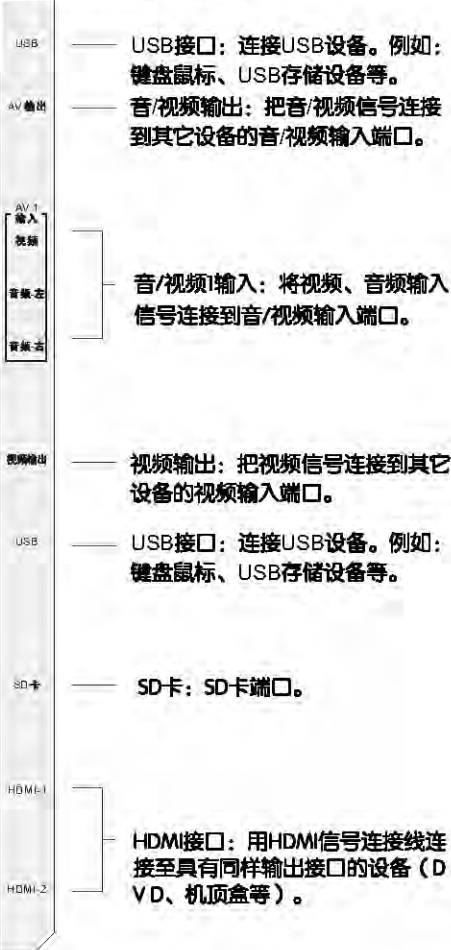 USB
USB接口：连接USB设备。例如：
键盘鼠标、USB存储设备等。
AV输出
音/视频输出：把音/视频信号连接
到其它设备的音/视频输入端口。
AV 1
输入
视频
音频-左
音频-右
音/视频1输入：将视频、音频输入
信号连接到音/视频输入端口。
视频输出
视频输出：把视频信号连接到其它
设备的视频输入端口。
USB
USB接口：连接USB设备。例如：
键盘鼠标、USB存储设备等。
SD卡
SD卡：SD卡端口。
HDMI-1
HDMI-2
HDMI接口：用HDMI信号连接线连
接至具有同样输出接口的设备（D
V D、机顶盒等）。